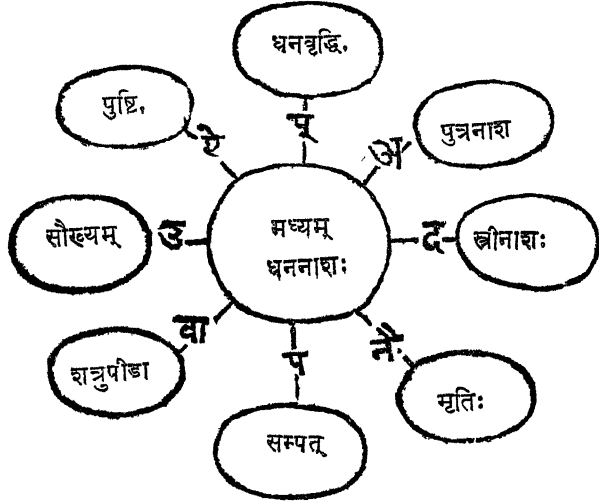 धनवृद्धि.
पुष्टि.
पू
पुत्रनाश
रे
अ
सौख्यम्
उ
मध्यम्
धननाशः
द
स्त्रीनाशः
वा
प
नैः
शत्रुपीडा
मृतिः
सम्पत्